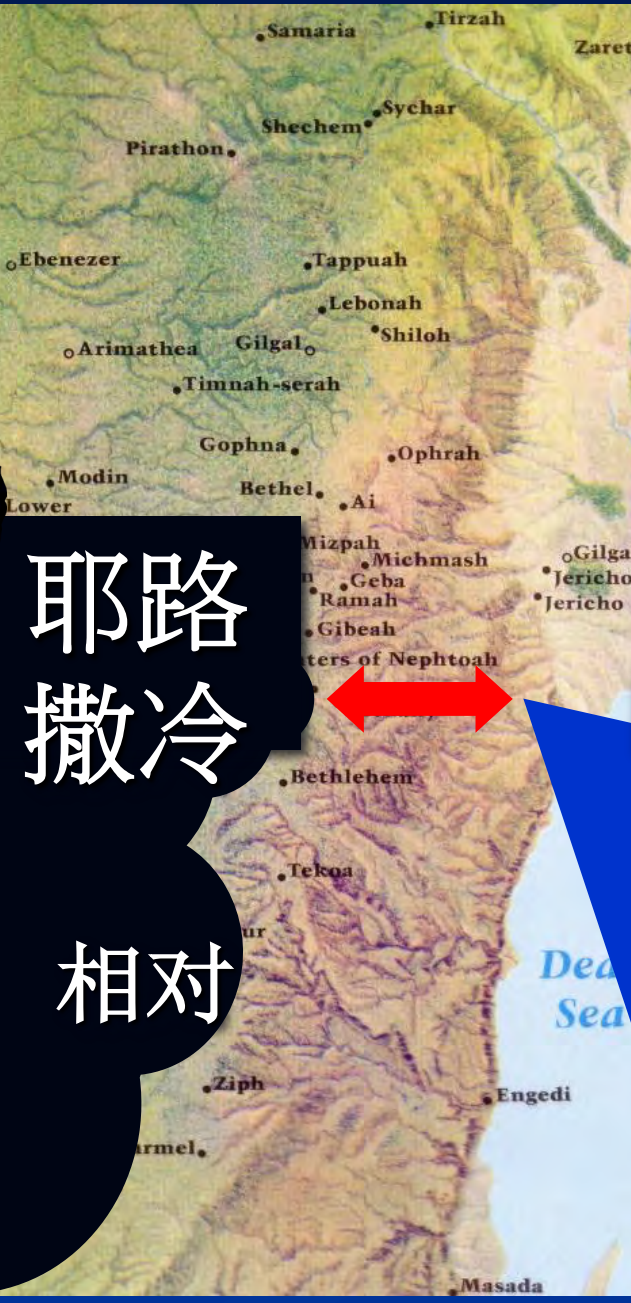 Samaria
Tirzah
Zaret
Sychar
Shechem
Pirathon
Ebenezer
Tappuah
Lebonah
Shiloh
Arimathea
Gilgal
Timnah-serah
Gophna
Ophrah
Modin
Bethel
Ai
Lower
Mizpah
Michmash
Gilga
Geba
Jericho
Ramah
Jericho
Gibeah
ters of Nephtoah
耶路
撒冷
Bethlehem
Tekoa
ur
相对
Dea
Sea
Ziph
Engedi
rmel
Masada